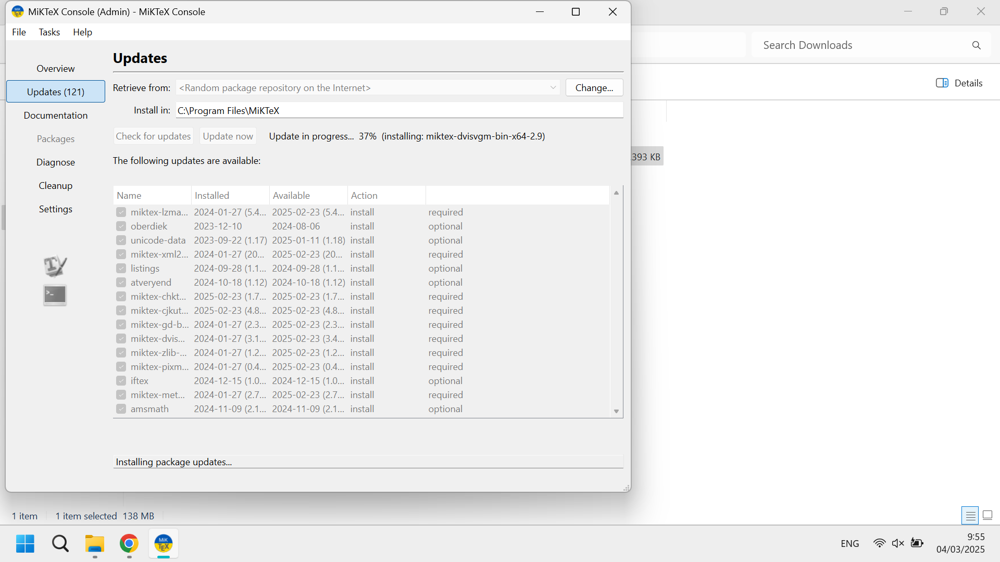 MiKTeX Console (Admin) - MiKTeX Console
File Tasks Help
Search Downloads
Details
Overview
Updates (121)
Documentation
Packages
Diagnose
Cleanup
Settings
Updates
Retrieve from: <Random package repository on the Internet> Change...
Install in: C:\Program Files\MiKTeX
Check for updates Update now Update in progress... 37% (installing: miktex-dvisvgm-bin-x64-2.9)
The following updates are available:
393 KB
Name Installed Available Action
miktex-lzma... 2024-01-27 (5.4... 2025-02-23 (5.4... install required
oberdiek 2023-12-10 2024-08-06 install optional
unicode-data 2023-09-22 (1.17) 2025-01-11 (1.18) install optional
miktex-xml2... 2024-01-27 (20... 2025-02-23 (20... install required
listings 2024-09-28 (1.1... 2024-09-28 (1.1... install optional
atveryend 2024-10-18 (1.12) 2024-10-18 (1.12) install optional
miktex-chkt... 2025-02-23 (1.7... 2025-02-23 (1.7... install required
miktex-cjkut... 2025-02-23 (4.8... 2025-02-23 (4.8... install required
miktex-gd-b... 2024-01-27 (2.3... 2025-02-23 (2.3... install required
miktex-dvis... 2024-01-27 (3.1... 2025-02-23 (3.4... install required
miktex-zlib-... 2024-01-27 (1.2... 2025-02-23 (1.2... install required
miktex-pixm... 2024-01-27 (0.4... 2025-02-23 (0.4... install required
iftex 2024-12-15 (1.0... 2024-12-15 (1.0... install optional
miktex-met... 2024-01-27 (2.7... 2025-02-23 (2.7... install required
amsmath 2024-11-09 (2.1... 2024-11-09 (2.1... install optional
Installing package updates...
1 item 1 item selected 138 MB
MiK
TEX
ENG
9:55
04/03/2025